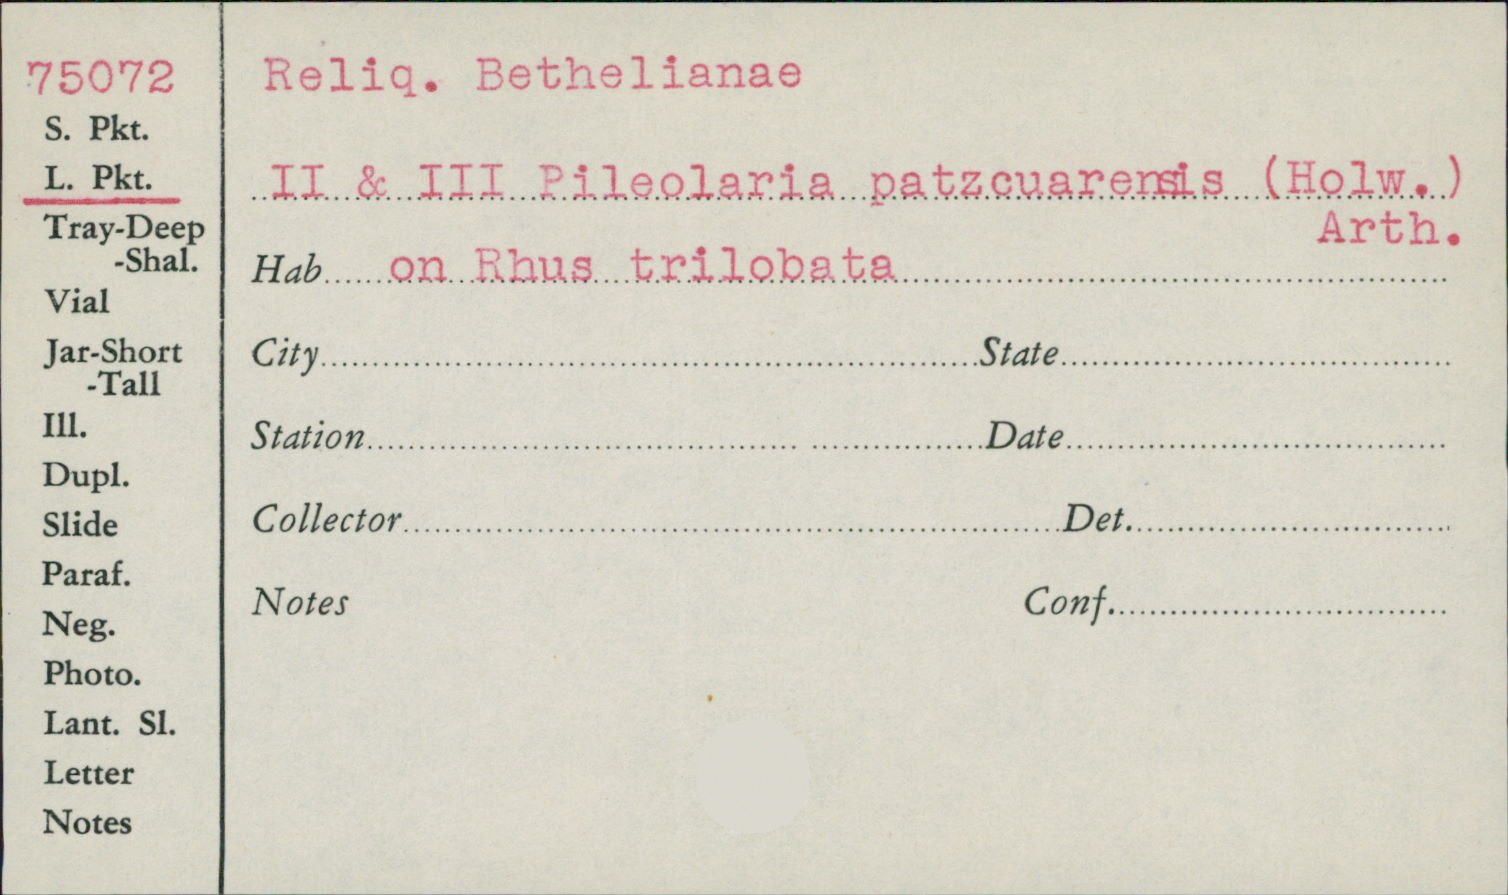 75072
S. Pkt.
L. Pkt.
Tray-Deep
-Shal.
Vial
Jar-Short
-Tall
Ill.
Dupl.
Slide
Paraf.
Neg.
Photo.
Lant. Sl.
Letter
Notes
Reliq. Bethelianae
II & III Pileolaria patzcuarensis (Holw.)
Arth.
Hab on Rhus trilobata
City State
Station Date
Collector Det.
Notes Conf.